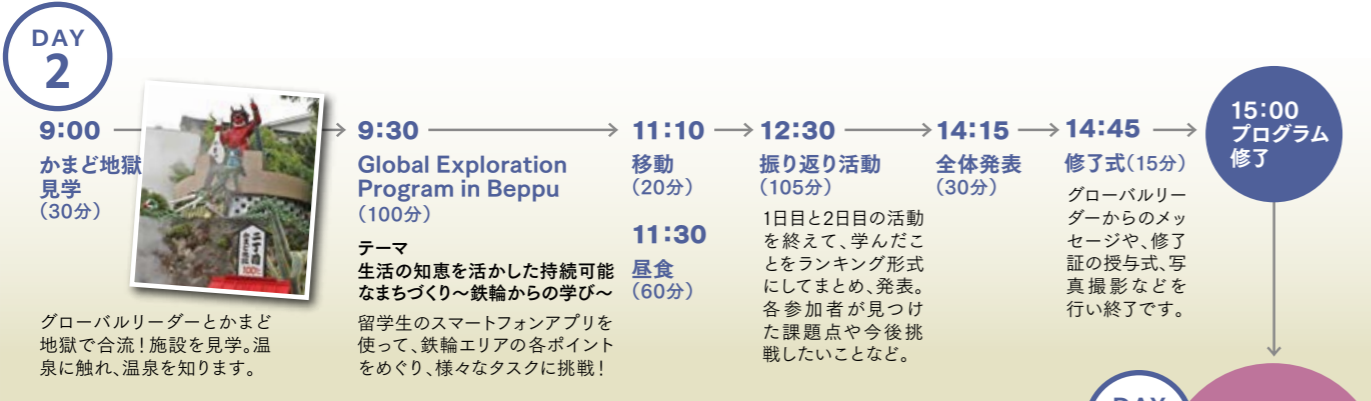 DAY
2
9:00
かまど地獄
見学
(30分)
グローバルリーダーとかまど
地獄で合流！施設を見学。温
泉に触れ、温泉を知ります。
二丁目
かまど地獄
100℃
9:30
Global Exploration
Program in Beppu
(100分)
テーマ
生活の知恵を活かした持続可能
なまちづくり〜鉄輪からの学び〜
留学生のスマートフォンアプリを
使って、鉄輪エリアの各ポイント
をめぐり、様々なタスクに挑戦！
11:10
移動
(20分)
11:30
昼食
(60分)
12:30
振り返り活動
(105分)
1日目と2日目の活動
を終えて、学んだこ
とをランキング形式
にしてまとめ、発表。
各参加者が見つけ
た課題点や今後挑
戦したいことなど。
14:15
全体発表
(30分)
14:45
修了式(15分)
グローバルリー
ダーからのメッ
セージや、修了
証の授与式、写
真撮影などを
行い終了です。
15:00
プログラム
修了
DAY